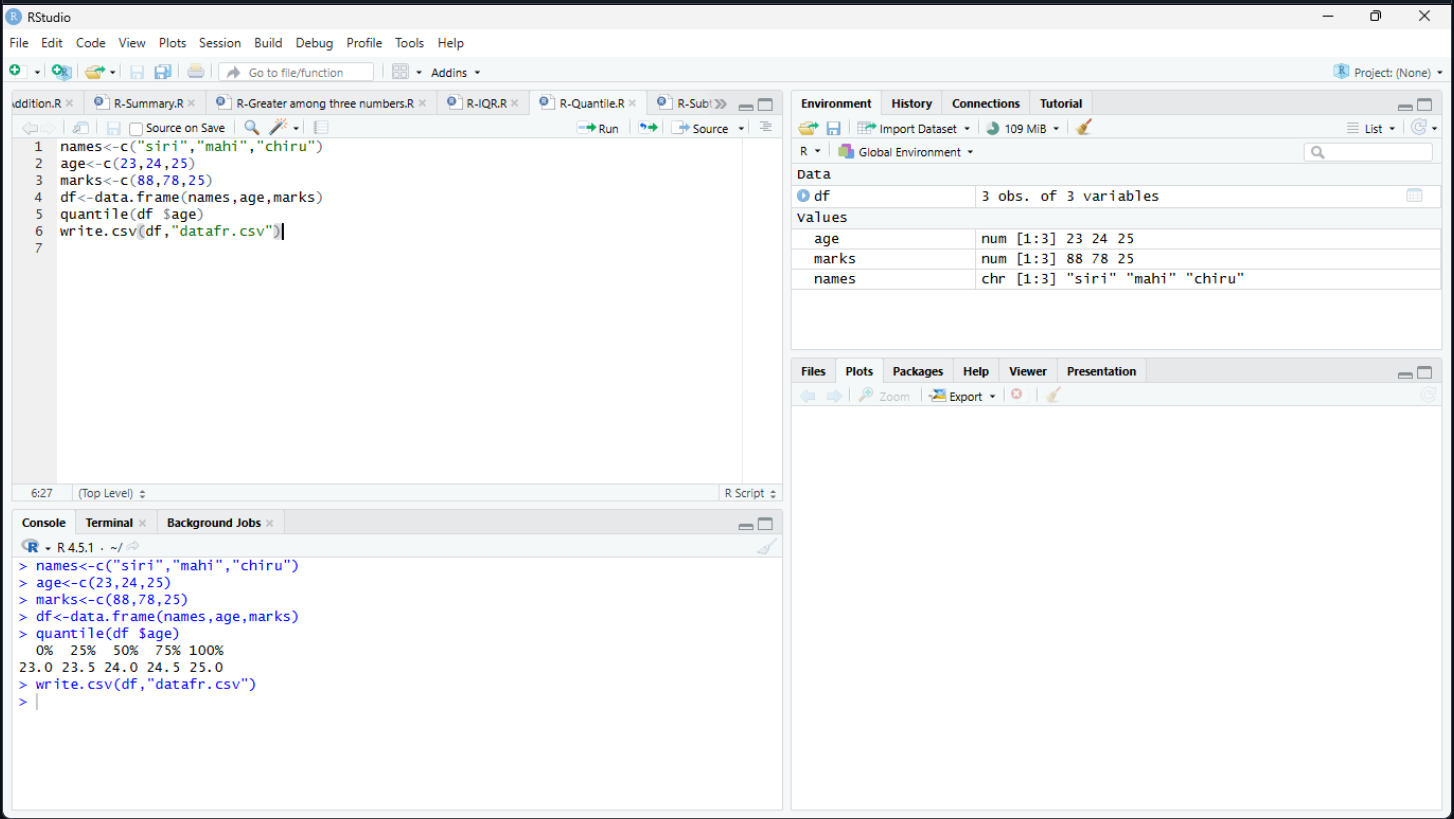 RStudio
File Edit Code View Plots Session Build Debug Profile Tools Help
Go to file/function Addins Project: (None)
ddition.R R-Summary.R R-Greater among three numbers.R R-IQR.R R-Quantile.R R-Subt
Source on Save Run Source
1 names<-c("siri","mahi","chiru")
2 age<-c(23,24,25)
3 marks<-c(88,78,25)
4 df<-data.frame(names,age,marks)
5 quantile(df $age)
6 write.csv(df,"datafr.csv")
7
6:27 (Top Level) R Script
Console Terminal Background Jobs
R 4.5.1 · ~/
> names<-c("siri","mahi","chiru")
> age<-c(23,24,25)
> marks<-c(88,78,25)
> df<-data.frame(names,age,marks)
> quantile(df $age)
0% 25% 50% 75% 100%
23.0 23.5 24.0 24.5 25.0
> write.csv(df,"datafr.csv")
>
Environment History Connections Tutorial
Import Dataset 109 MiB List
R Global Environment
Data
df 3 obs. of 3 variables
Values
age num [1:3] 23 24 25
marks num [1:3] 88 78 25
names chr [1:3] "siri" "mahi" "chiru"
Files Plots Packages Help Viewer Presentation
Zoom Export